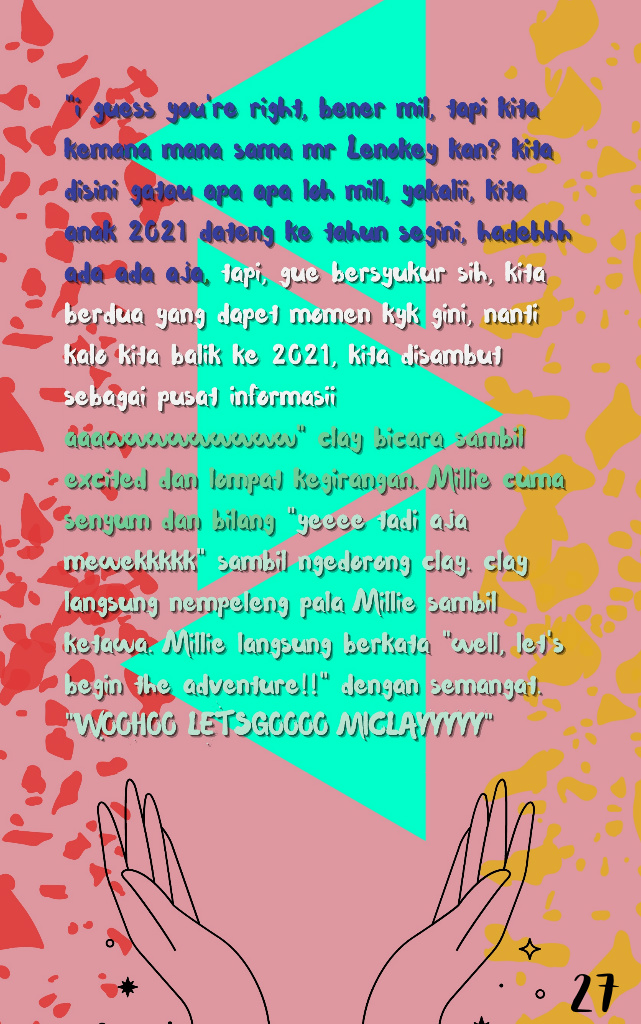 "i guess you're right, bener mil, tapi kita
kemana mana sama mr Lenokey kan? kita
disini gatau apa apa loh mill, yakalii, kita
anak 2021 dateng ke tahun segini, hadehhh
ada ada aja, tapi, gue bersyukur sih, kita
berdua yang dapet momen kyk gini, nanti
kalo kita balik ke 2021, kita disambut
sebagai pusat informasii
aaawwwwwwwwww" clay bicara sambil
excited dan lompat kegirangan. Millie cuma
senyum dan bilang "yeeee tadi aja
mewekkkkk" sambil ngedorong clay. clay
langsung nempeleng pala Millie sambil
ketawa. Millie langsung berkata "well, let's
begin the adventure!!" dengan semangat.
"WOOHOO LETSGOOOO MICLAYYYYY"
27